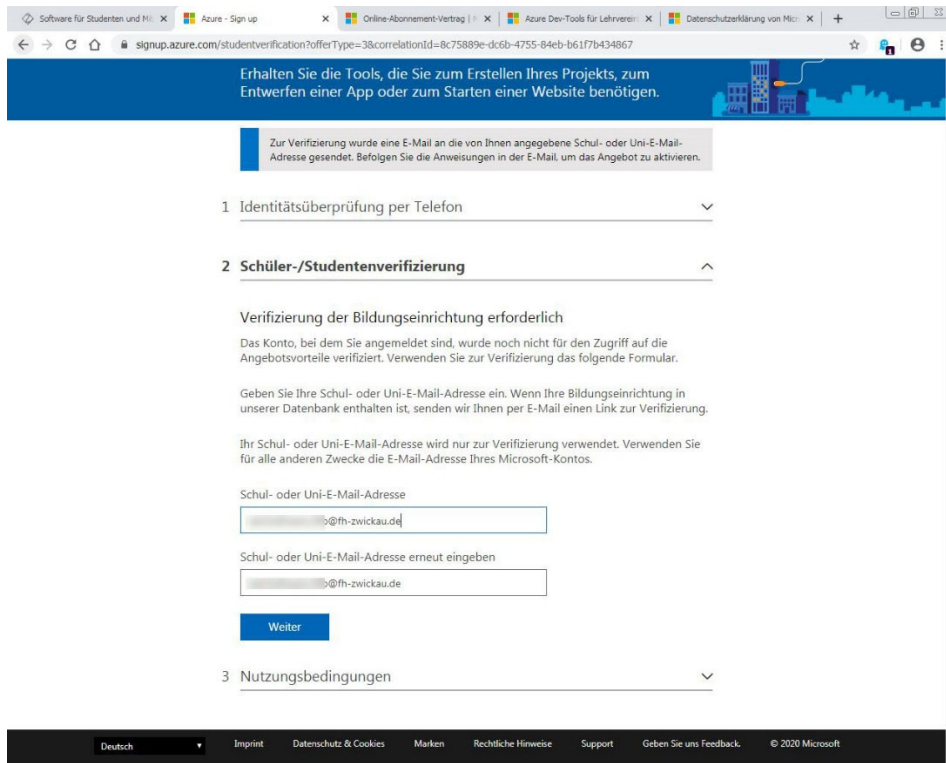 Software für Studenten und Mit
Azure - Sign up
Online-Abonnement-Vertrag |
Azure Dev-Tools für Lehrverein
Datenschutzerklärung von Micr
signup.azure.com/studentverification?offerType=3&correlationId=8c75889e-dc6b-4755-84eb-b61f7b434867
Erhalten Sie die Tools, die Sie zum Erstellen Ihres Projekts, zum
Entwerfen einer App oder zum Starten einer Website benötigen.
Zur Verifizierung wurde eine E-Mail an die von Ihnen angegebene Schul- oder Uni-E-Mail-
Adresse gesendet. Befolgen Sie die Anweisungen in der E-Mail, um das Angebot zu aktivieren.
1 Identitätsüberprüfung per Telefon
2 Schüler-/Studentenverifizierung
Verifizierung der Bildungseinrichtung erforderlich
Das Konto, bei dem Sie angemeldet sind, wurde noch nicht für den Zugriff auf die
Angebotsvorteile verifiziert. Verwenden Sie zur Verifizierung das folgende Formular.
Geben Sie Ihre Schul- oder Uni-E-Mail-Adresse ein. Wenn Ihre Bildungseinrichtung in
unserer Datenbank enthalten ist, senden wir Ihnen per E-Mail einen Link zur Verifizierung.
Ihr Schul- oder Uni-E-Mail-Adresse wird nur zur Verifizierung verwendet. Verwenden Sie
für alle anderen Zwecke die E-Mail-Adresse Ihres Microsoft-Kontos.
Schul- oder Uni-E-Mail-Adresse
@fh-zwickau.de
Schul- oder Uni-E-Mail-Adresse erneut eingeben
@fh-zwickau.de
Weiter
3 Nutzungsbedingungen
Deutsch Imprint Datenschutz & Cookies Marken Rechtliche Hinweise Support Geben Sie uns Feedback. © 2020 Microsoft